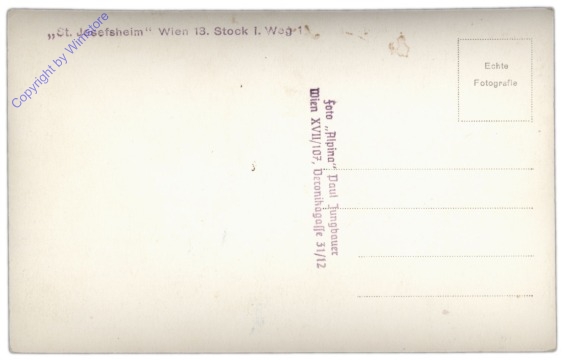 „St. Josefsheim“ Wien 13. Stock i. Weg 1
Copyright by Winstore
Echte
Fotografie
Foto „Alpina“ Paul Jungbauer
Wien XVII/107, Veronikagasse 31/12